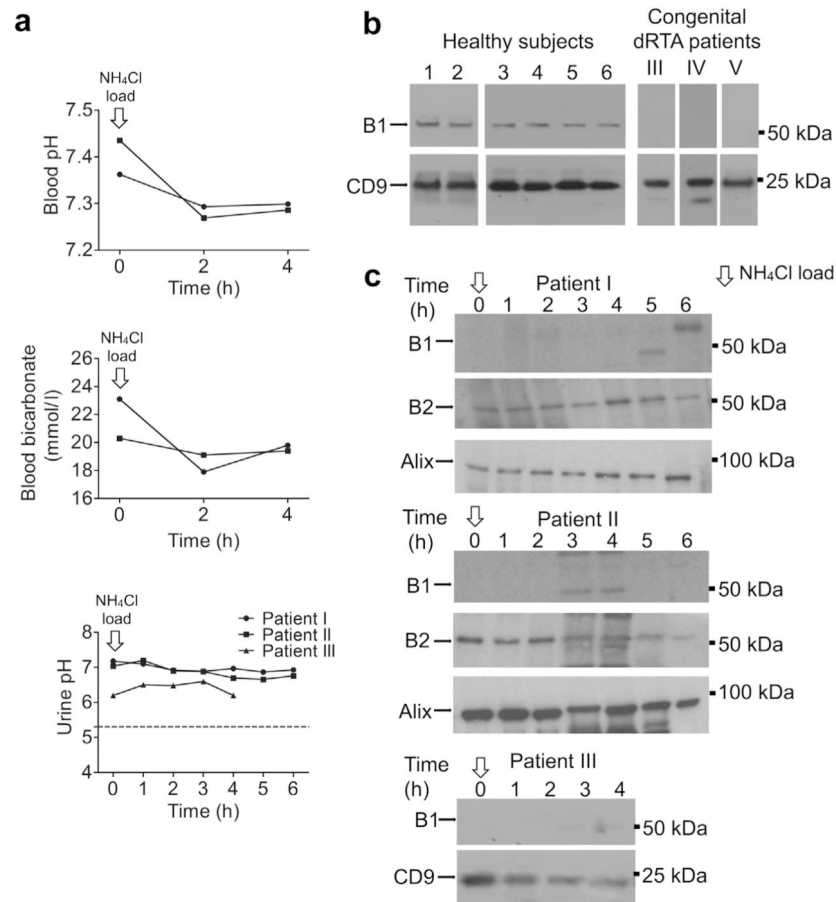 a
NH₄Cl
load
7.5
7.4
7.3
7.2
Blood pH
0 2 4
Time (h)
NH₄Cl
load
26
24
22
20
18
16
Blood bicarbonate
(mmol/l)
0 2 4
Time (h)
NH₄Cl
load
Patient I
Patient II
Patient III
8
7
6
5
4
Urine pH
0 1 2 3 4 5 6
Time (h)
b
Healthy subjects
Congenital
dRTA patients
1 2 3 4 5 6 III IV V
B1
50 kDa
CD9
25 kDa
c
Time
(h)
Patient I
NH₄Cl load
0 1 2 3 4 5 6
B1
50 kDa
B2
50 kDa
Alix
100 kDa
Time
(h)
Patient II
0 1 2 3 4 5 6
B1
50 kDa
B2
50 kDa
Alix
100 kDa
Time
(h)
Patient III
0 1 2 3 4
B1
50 kDa
CD9
25 kDa